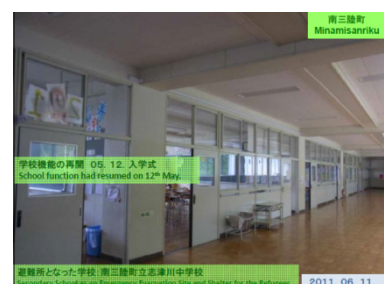 南三陸町
Minamisanriku
学校機能の再開 05. 12. 入学式
School function had resumed on 12th May.
避難所となった学校:南三陸町立志津川中学校
Secondary School as an Emergency Evacuation Site and Shelter for the Refugees
2011. 06. 11